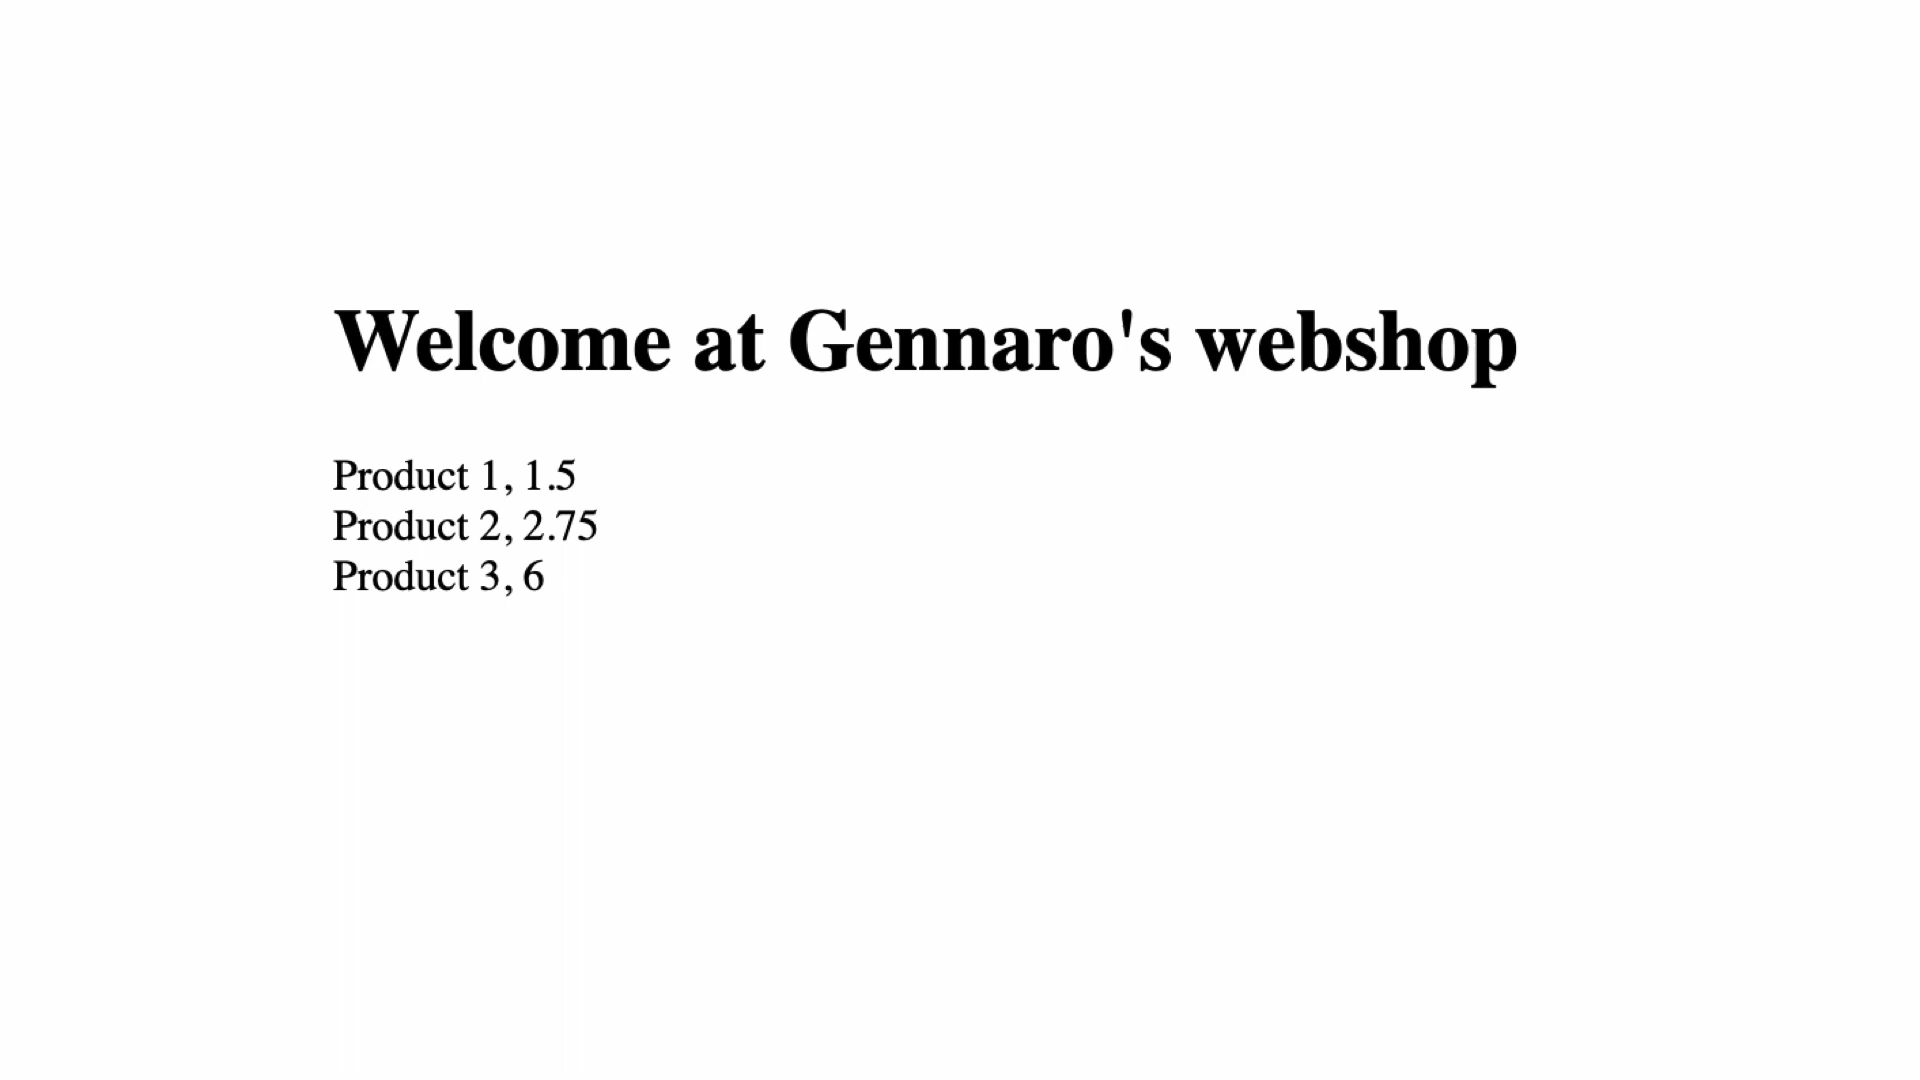 Welcome at Gennaro's webshop
Product 1, 1.5
Product 2, 2.75
Product 3, 6